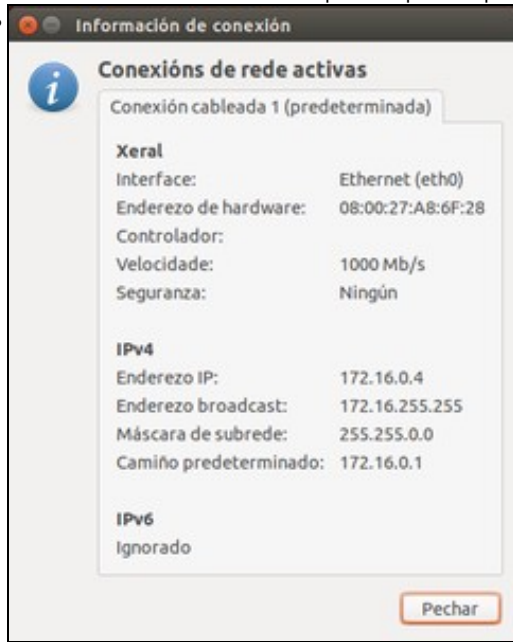 Información de conexión
Conexións de rede activas
Conexión cableada 1 (predeterminada)
Xeral
Interface: Ethernet (eth0)
Enderezo de hardware: 08:00:27:A8:6F:28
Controlador:
Velocidade: 1000 Mb/s
Seguranza: Ningún
IPv4
Enderezo IP: 172.16.0.4
Enderezo broadcast: 172.16.255.255
Máscara de subrede: 255.255.0.0
Camiño predeterminado: 172.16.0.1
IPv6
Ignorado
Pechar